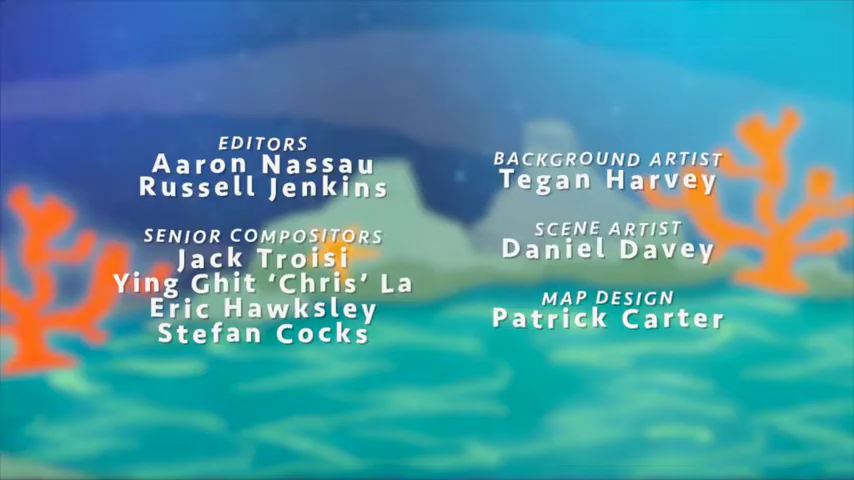 EDITORS
Aaron Nassau
Russell Jenkins
SENIOR COMPOSITORS
Jack Troisi
Ying Ghit ‘Chris’ La
Eric Hawksley
Stefan Cocks
BACKGROUND ARTIST
Tegan Harvey
SCENE ARTIST
Daniel Davey
MAP DESIGN
Patrick Carter